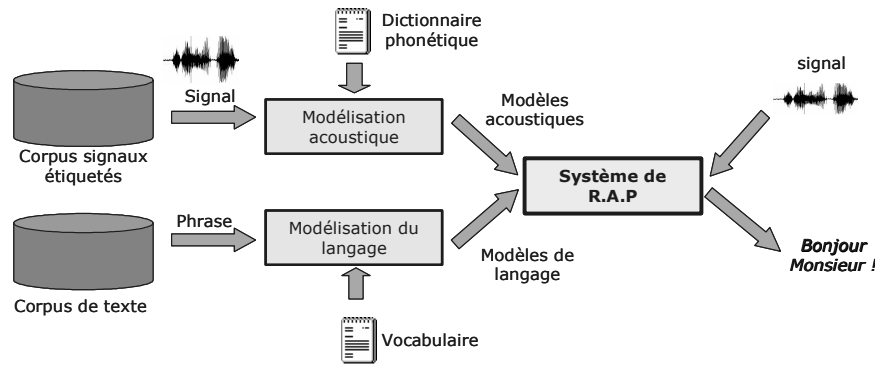 Dictionnaire
phonétique
signal
Signal
Modélisation
acoustique
Modèles
acoustiques
Corpus signaux
étiquetés
Système de
R.A.P
Phrase
Modélisation du
langage
Modèles de
langage
Bonjour
Monsieur !
Corpus de texte
Vocabulaire